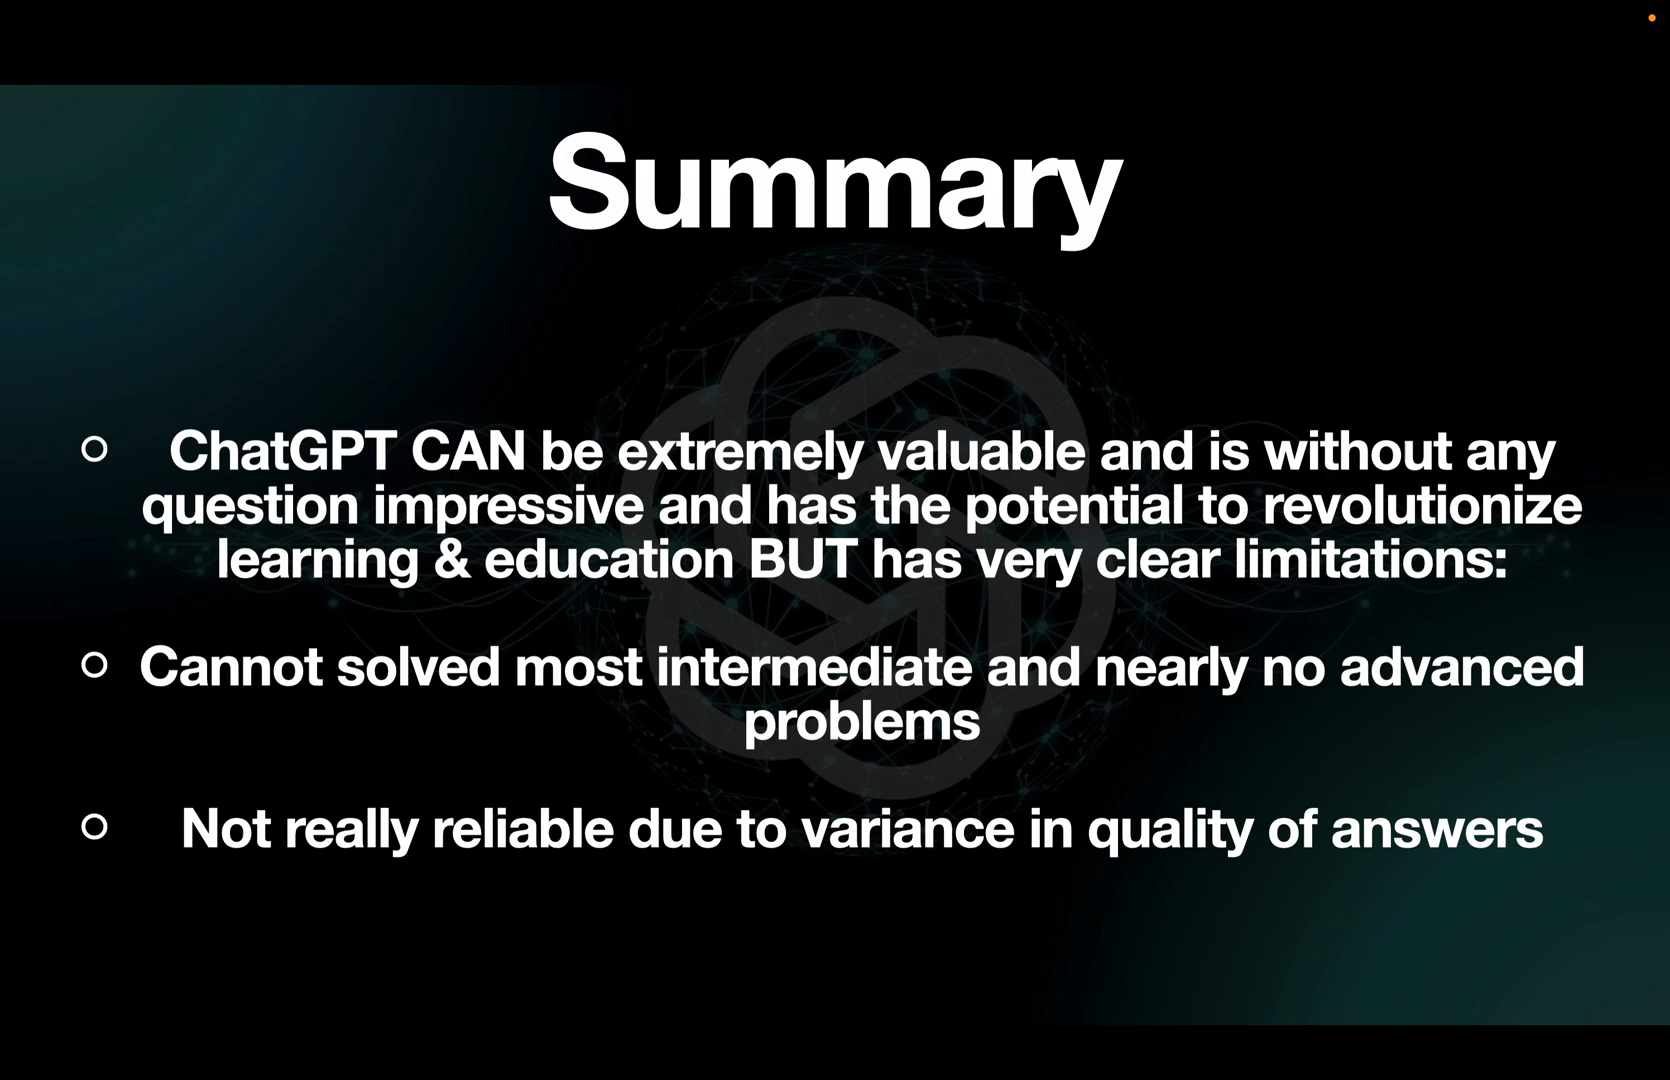 Summary
ChatGPT CAN be extremely valuable and is without any
question impressive and has the potential to revolutionize
learning & education BUT has very clear limitations:
Cannot solved most intermediate and nearly no advanced
problems
Not really reliable due to variance in quality of answers